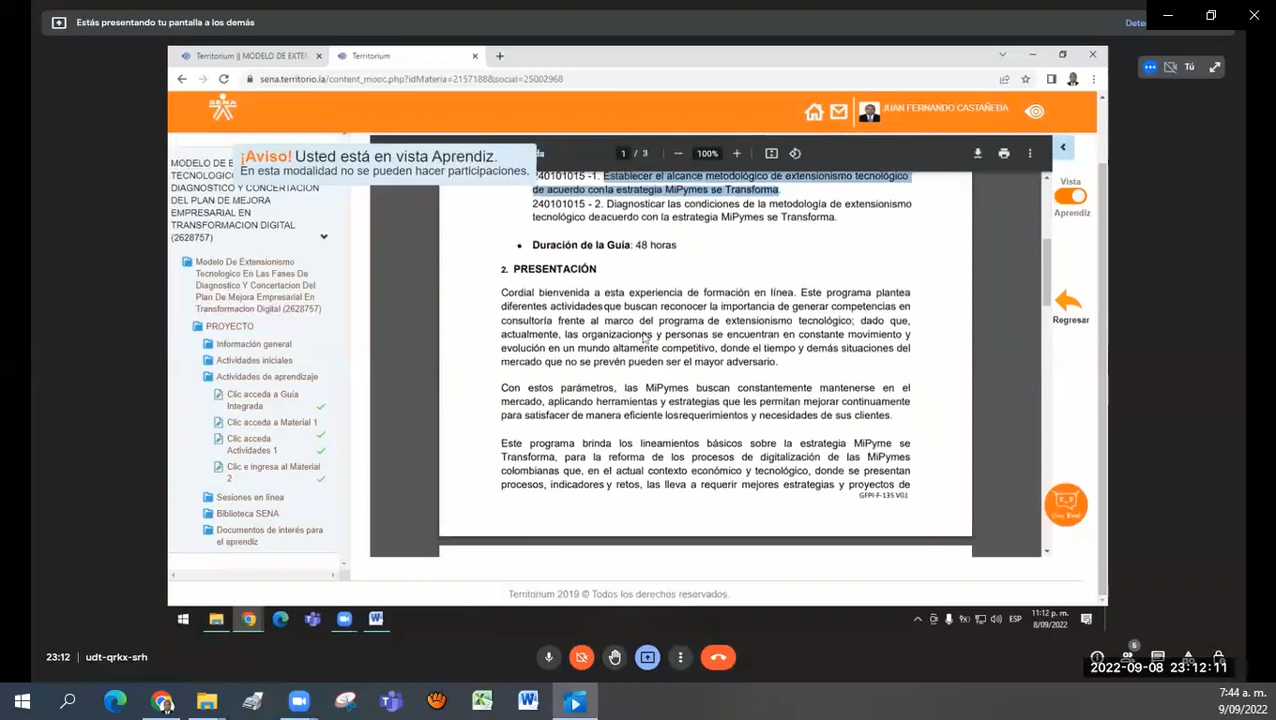 Estás presentando tu pantalla a los demás
Dete
Territorium || MODELO DE EXTEN
Territorium
sena.territorio.la/content_mooc.php?idMateria=2157188&social=25002968
Tú
SENA
JUAN FERNANDO CASTAÑEDA
¡Aviso! Usted está en vista Aprendiz.
En esta modalidad no se pueden hacer participaciones.
1 / 3
100%
MODELO DE E
TECNOLOGICO
DIAGNOSTICO Y CONCERTACION
DEL PLAN DE MEJORA
EMPRESARIAL EN
TRANSFORMACION DIGITAL
(2628757)
Modelo De Extensionismo
Tecnologico En Las Fases De
Diagnostico Y Concertacion Del
Plan De Mejora Empresarial En
Transformacion Digital (2628757)
PROYECTO
Información general
Actividades iniciales
Actividades de aprendizaje
Clic acceda a Guía
Integrada
Clic acceda a Material 1
Clic acceda
Actividades 1
Clic e ingresa al Material
2
Sesiones en línea
Biblioteca SENA
Documentos de interés para
el aprendiz
240101015 -1. Establecer el alcance metodológico de extensionismo tecnológico
de acuerdo conla estrategia MiPymes se Transforma.
240101015 - 2. Diagnosticar las condiciones de la metodología de extensionismo
tecnológico deacuerdo con la estrategia MiPymes se Transforma.
• Duración de la Guía: 48 horas
2. PRESENTACIÓN
Cordial bienvenida a esta experiencia de formación en línea. Este programa plantea
diferentes actividadesque buscan reconocer la importancia de generar competencias en
consultoría frente al marco del programa de extensionismo tecnológico; dado que,
actualmente, las organizaciones y personas se encuentran en constante movimiento y
evolución en un mundo altamente competitivo, donde el tiempo y demás situaciones del
mercado que no se prevén pueden ser el mayor adversario.
Con estos parámetros, las MiPymes buscan constantemente mantenerse en el
mercado, aplicando herramientas y estrategias que les permitan mejorar continuamente
para satisfacer de manera eficiente losrequerimientos y necesidades de sus clientes.
Este programa brinda los lineamientos básicos sobre la estrategia MiPyme se
Transforma, para la reforma de los procesos de digitalización de las MiPymes
colombianas que, en el actual contexto económico y tecnológico, donde se presentan
procesos, indicadores y retos, las lleva a requerir mejores estrategias y proyectos de
GFPI-F-135 V01
Vista
Aprendiz
Regresar
Territorium 2019 © Todos los derechos reservados.
ESP
11:12 p. m.
8/09/2022
23:12
udt-qrkx-srh
6
2022-09-08 23:12:11
7:44 a. m.
9/09/2022